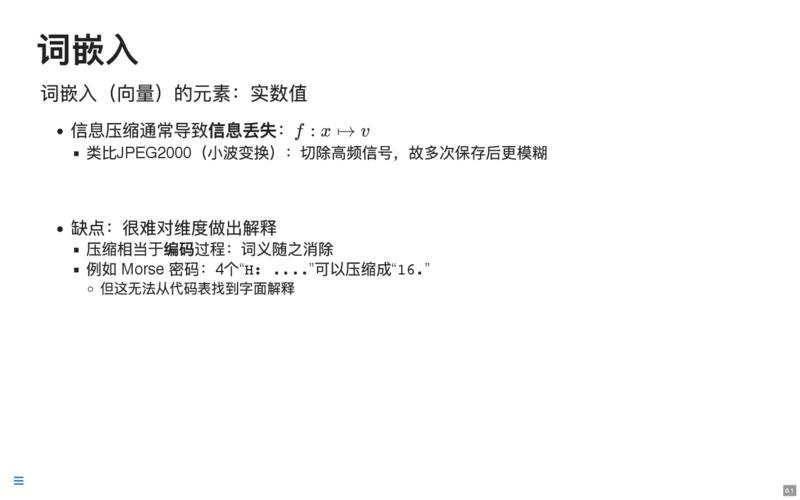 词嵌入
词嵌入（向量）的元素：实数值
• 信息压缩通常导致信息丢失：f : x ↦ v
▪ 类比JPEG2000（小波变换）：切除高频信号，故多次保存后更模糊
• 缺点：很难对维度做出解释
▪ 压缩相当于编码过程：词义随之消除
▪ 例如 Morse 密码：4个“H: ....”可以压缩成“16.”
○ 但这无法从代码表找到字面解释
6.1